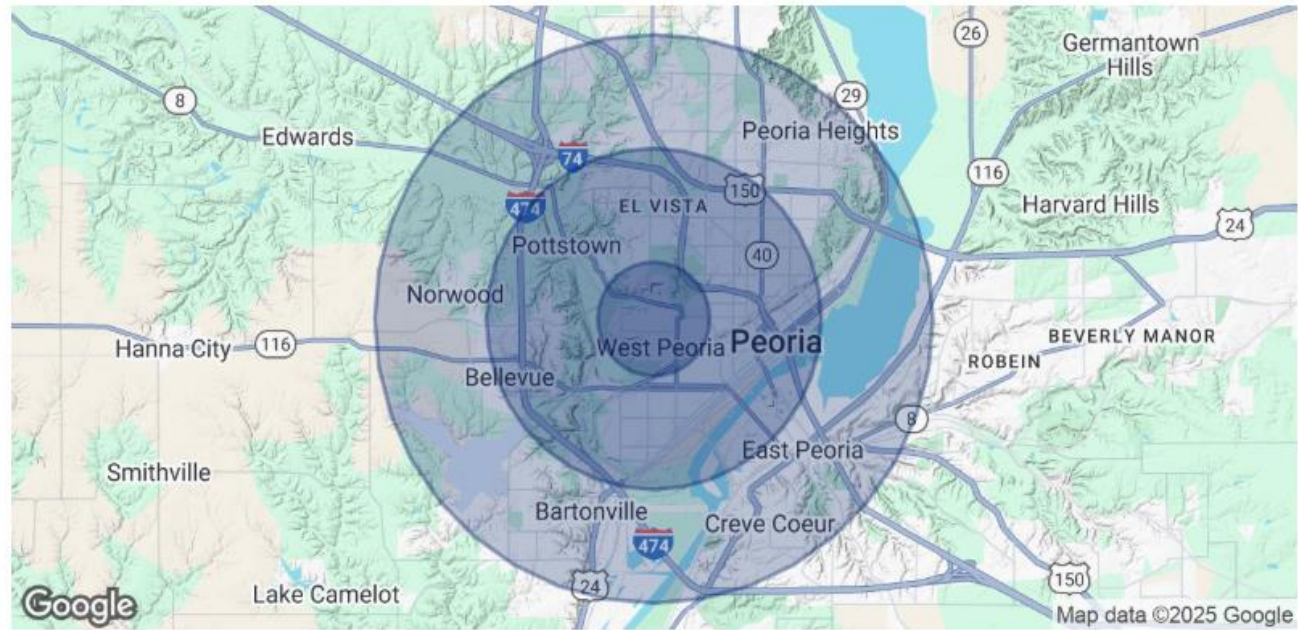 26
Germantown
Hills
8
29
Edwards
Peoria Heights
74
116
150
474
EL VISTA
Harvard Hills
24
Pottstown
40
Norwood
116
Hanna City
West Peoria
Peoria
BEVERLY MANOR
ROBEIN
Bellevue
8
East Peoria
Smithville
Bartonville
Creve Coeur
474
24
150
Lake Camelot
Google
Map data ©2025 Google